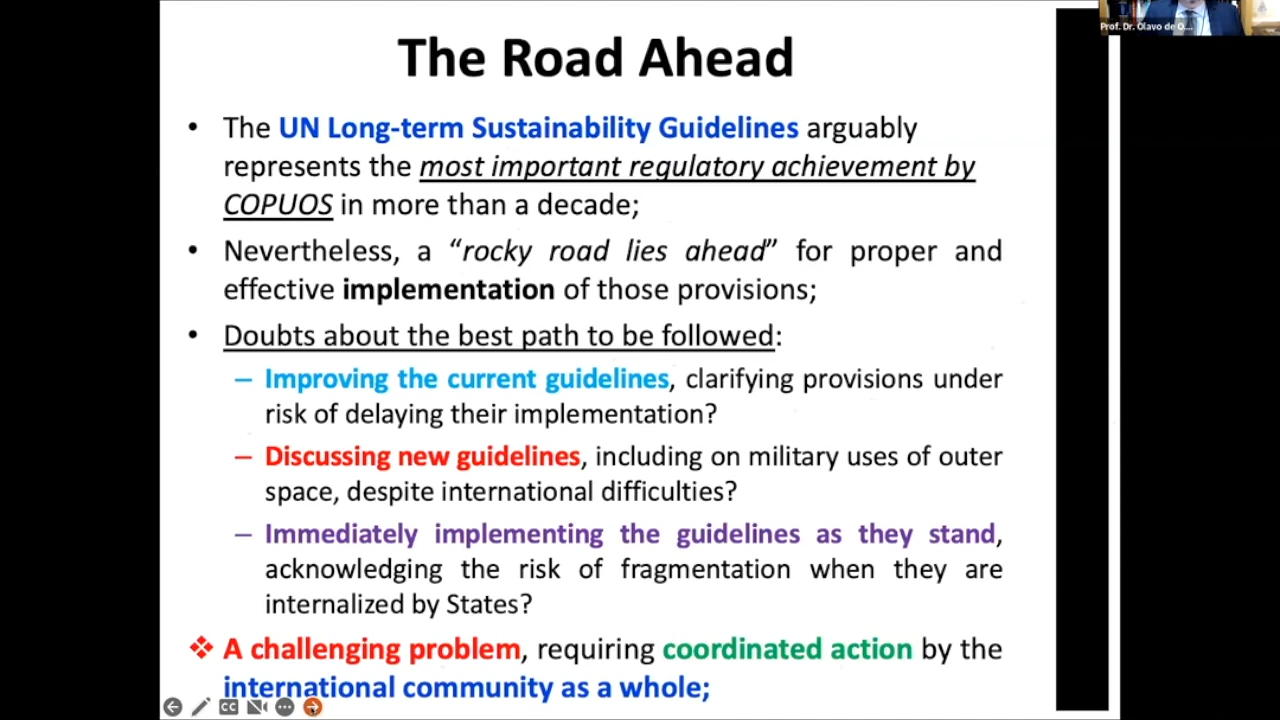 Prof. Dr. Olavo de O....
The Road Ahead
• The UN Long-term Sustainability Guidelines arguably
represents the most important regulatory achievement by
COPUOS in more than a decade;
• Nevertheless, a “rocky road lies ahead” for proper and
effective implementation of those provisions;
• Doubts about the best path to be followed:
– Improving the current guidelines, clarifying provisions under
risk of delaying their implementation?
– Discussing new guidelines, including on military uses of outer
space, despite international difficulties?
– Immediately implementing the guidelines as they stand,
acknowledging the risk of fragmentation when they are
internalized by States?
❖ A challenging problem, requiring coordinated action by the
international community as a whole;
CC